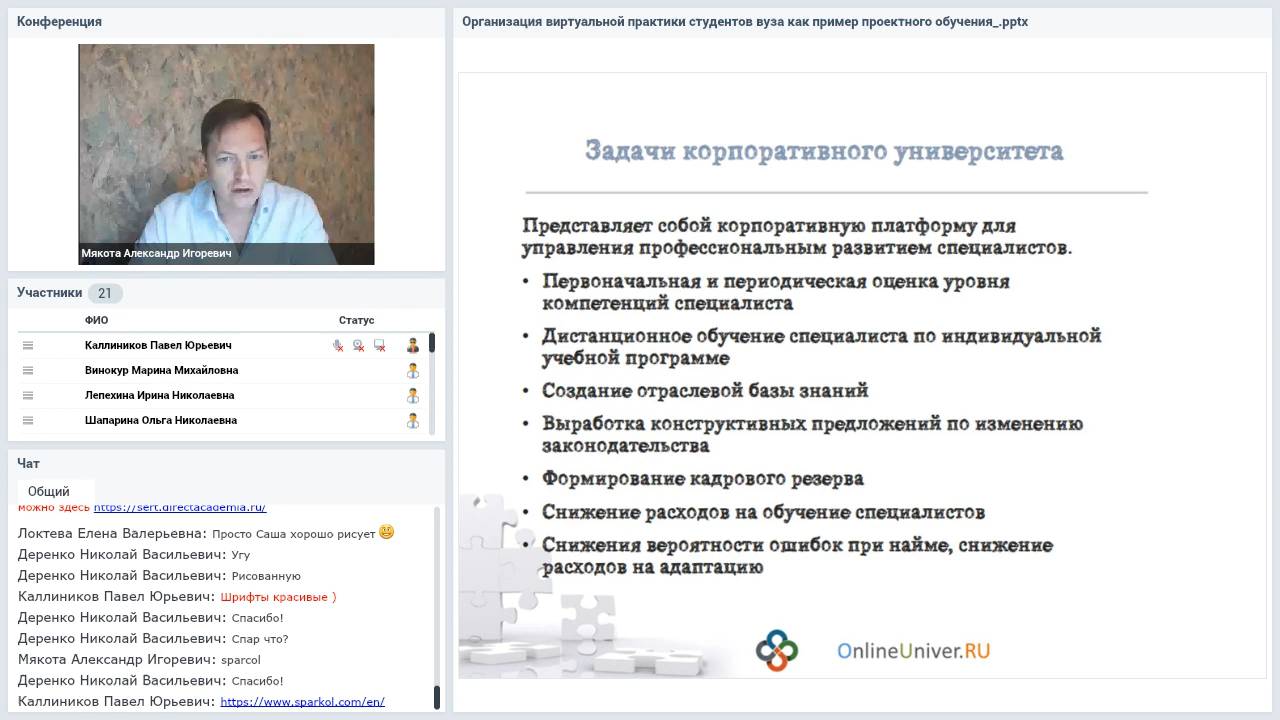 Конференция
Мякота Александр Игоревич
Участники 21
ФИО Статус
Каллиников Павел Юрьевич
Винокур Марина Михайловна
Лепехина Ирина Николаевна
Шапарина Ольга Николаевна
Чат
Общий
можно здесь https://sert.directacademia.ru/
Локтева Елена Валерьевна: Просто Саша хорошо рисует
Деренко Николай Васильевич: Угу
Деренко Николай Васильевич: Рисованную
Каллиников Павел Юрьевич: Шрифты красивые )
Деренко Николай Васильевич: Спасибо!
Деренко Николай Васильевич: Спар что?
Мякота Александр Игоревич: sparcol
Деренко Николай Васильевич: Спасибо!
Каллиников Павел Юрьевич: https://www.sparkol.com/en/
Организация виртуальной практики студентов вуза как пример проектного обучения_.pptx
Задачи корпоративного университета
Представляет собой корпоративную платформу для
управления профессиональным развитием специалистов.
• Первоначальная и периодическая оценка уровня
компетенций специалиста
• Дистанционное обучение специалиста по индивидуальной
учебной программе
• Создание отраслевой базы знаний
• Выработка конструктивных предложений по изменению
законодательства
• Формирование кадрового резерва
• Снижение расходов на обучение специалистов
• Снижения вероятности ошибок при найме, снижение
расходов на адаптацию
OnlineUniver.RU